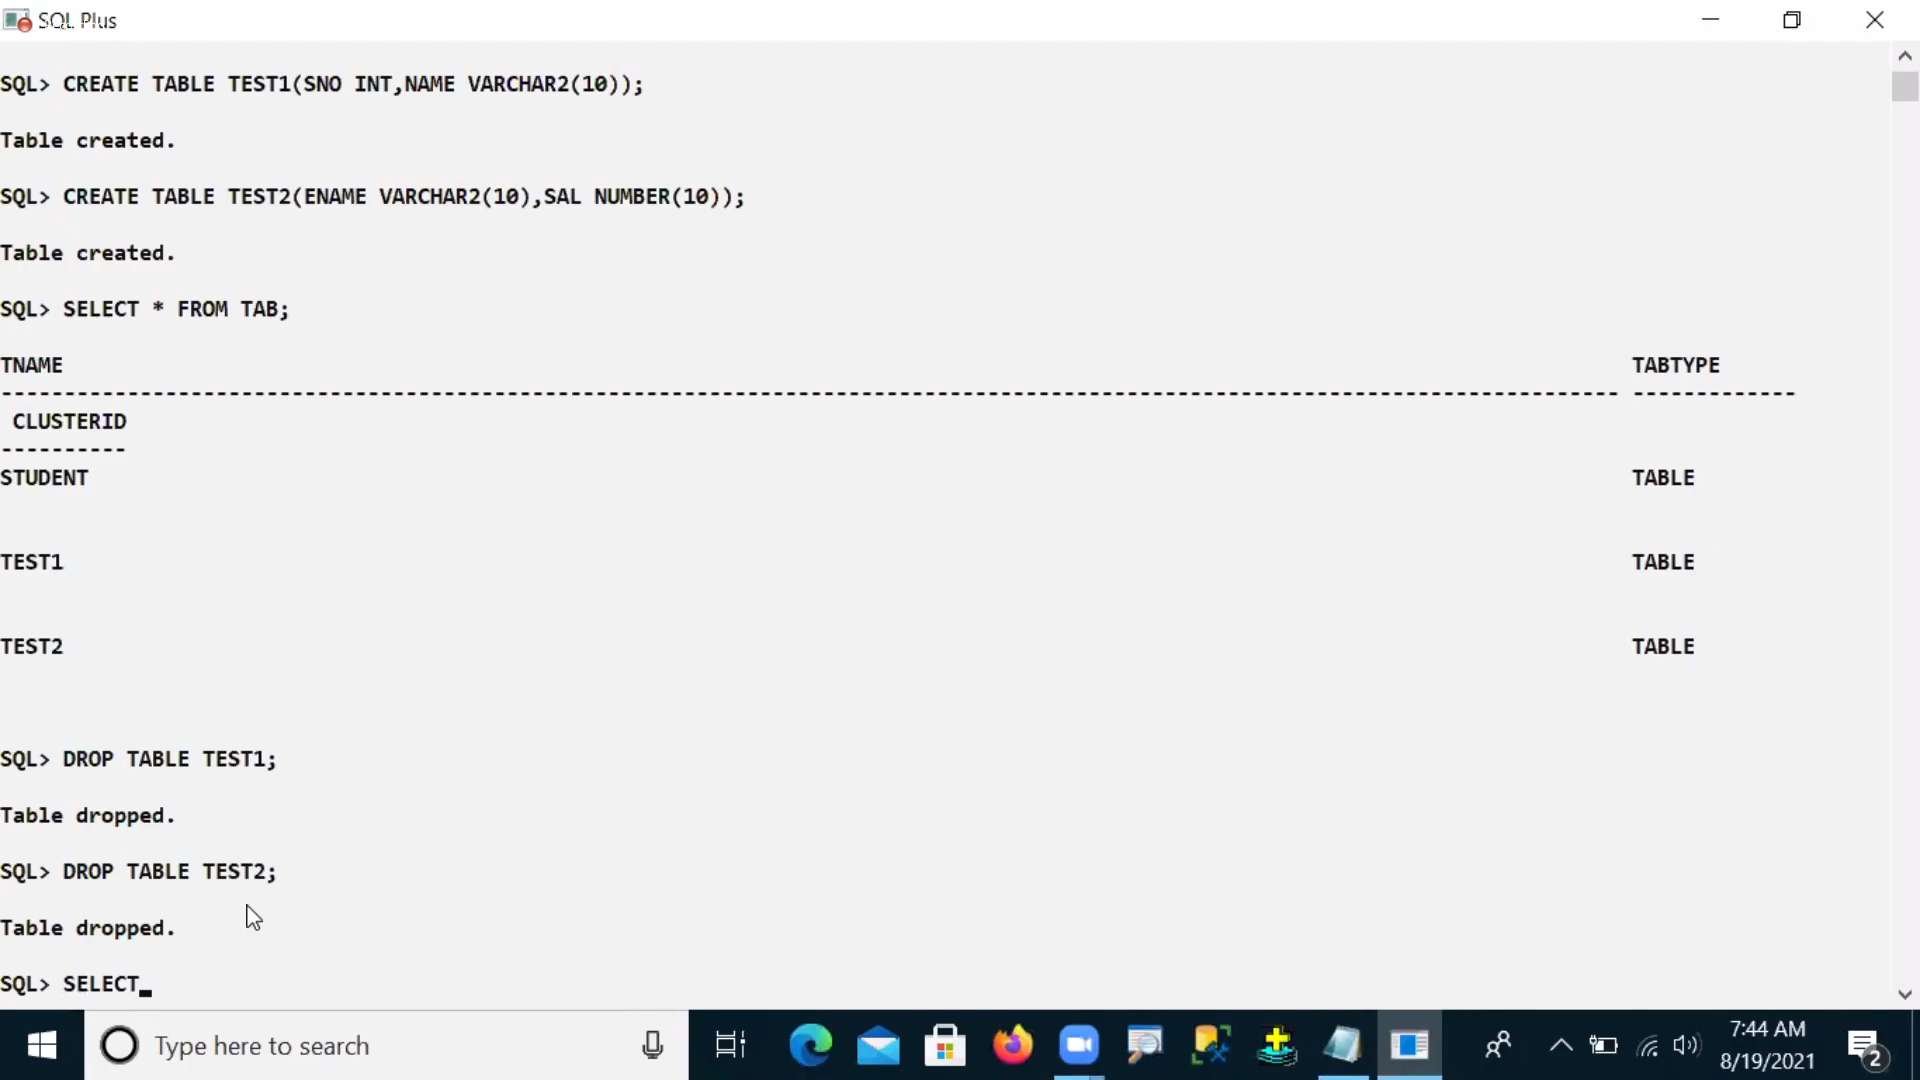 SQL Plus
SQL> CREATE TABLE TEST1(SNO INT,NAME VARCHAR2(10));
Table created.
SQL> CREATE TABLE TEST2(ENAME VARCHAR2(10),SAL NUMBER(10));
Table created.
SQL> SELECT * FROM TAB;
TNAME TABTYPE
--------------------------------------------------------------------------------------------------------------------------------- -------------
CLUSTERID
----------
STUDENT TABLE
TEST1 TABLE
TEST2 TABLE
SQL> DROP TABLE TEST1;
Table dropped.
SQL> DROP TABLE TEST2;
Table dropped.
SQL> SELECT_
Type here to search
7:44 AM
8/19/2021
2